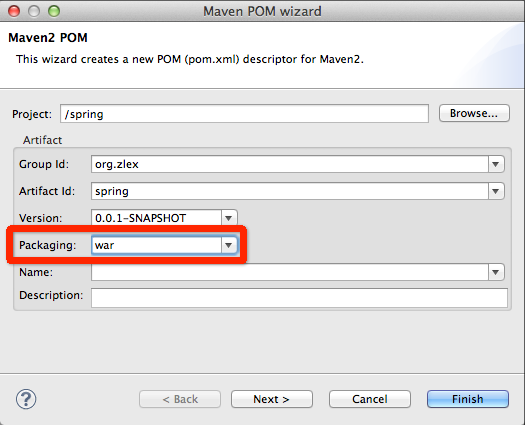 Maven POM wizard
Maven2 POM
This wizard creates a new POM (pom.xml) descriptor for Maven2.
Project: /spring Browse...
Artifact
Group Id: org.zlex
Artifact Id: spring
Version: 0.0.1-SNAPSHOT
Packaging: war
Name:
Description:
? < Back Next > Cancel Finish